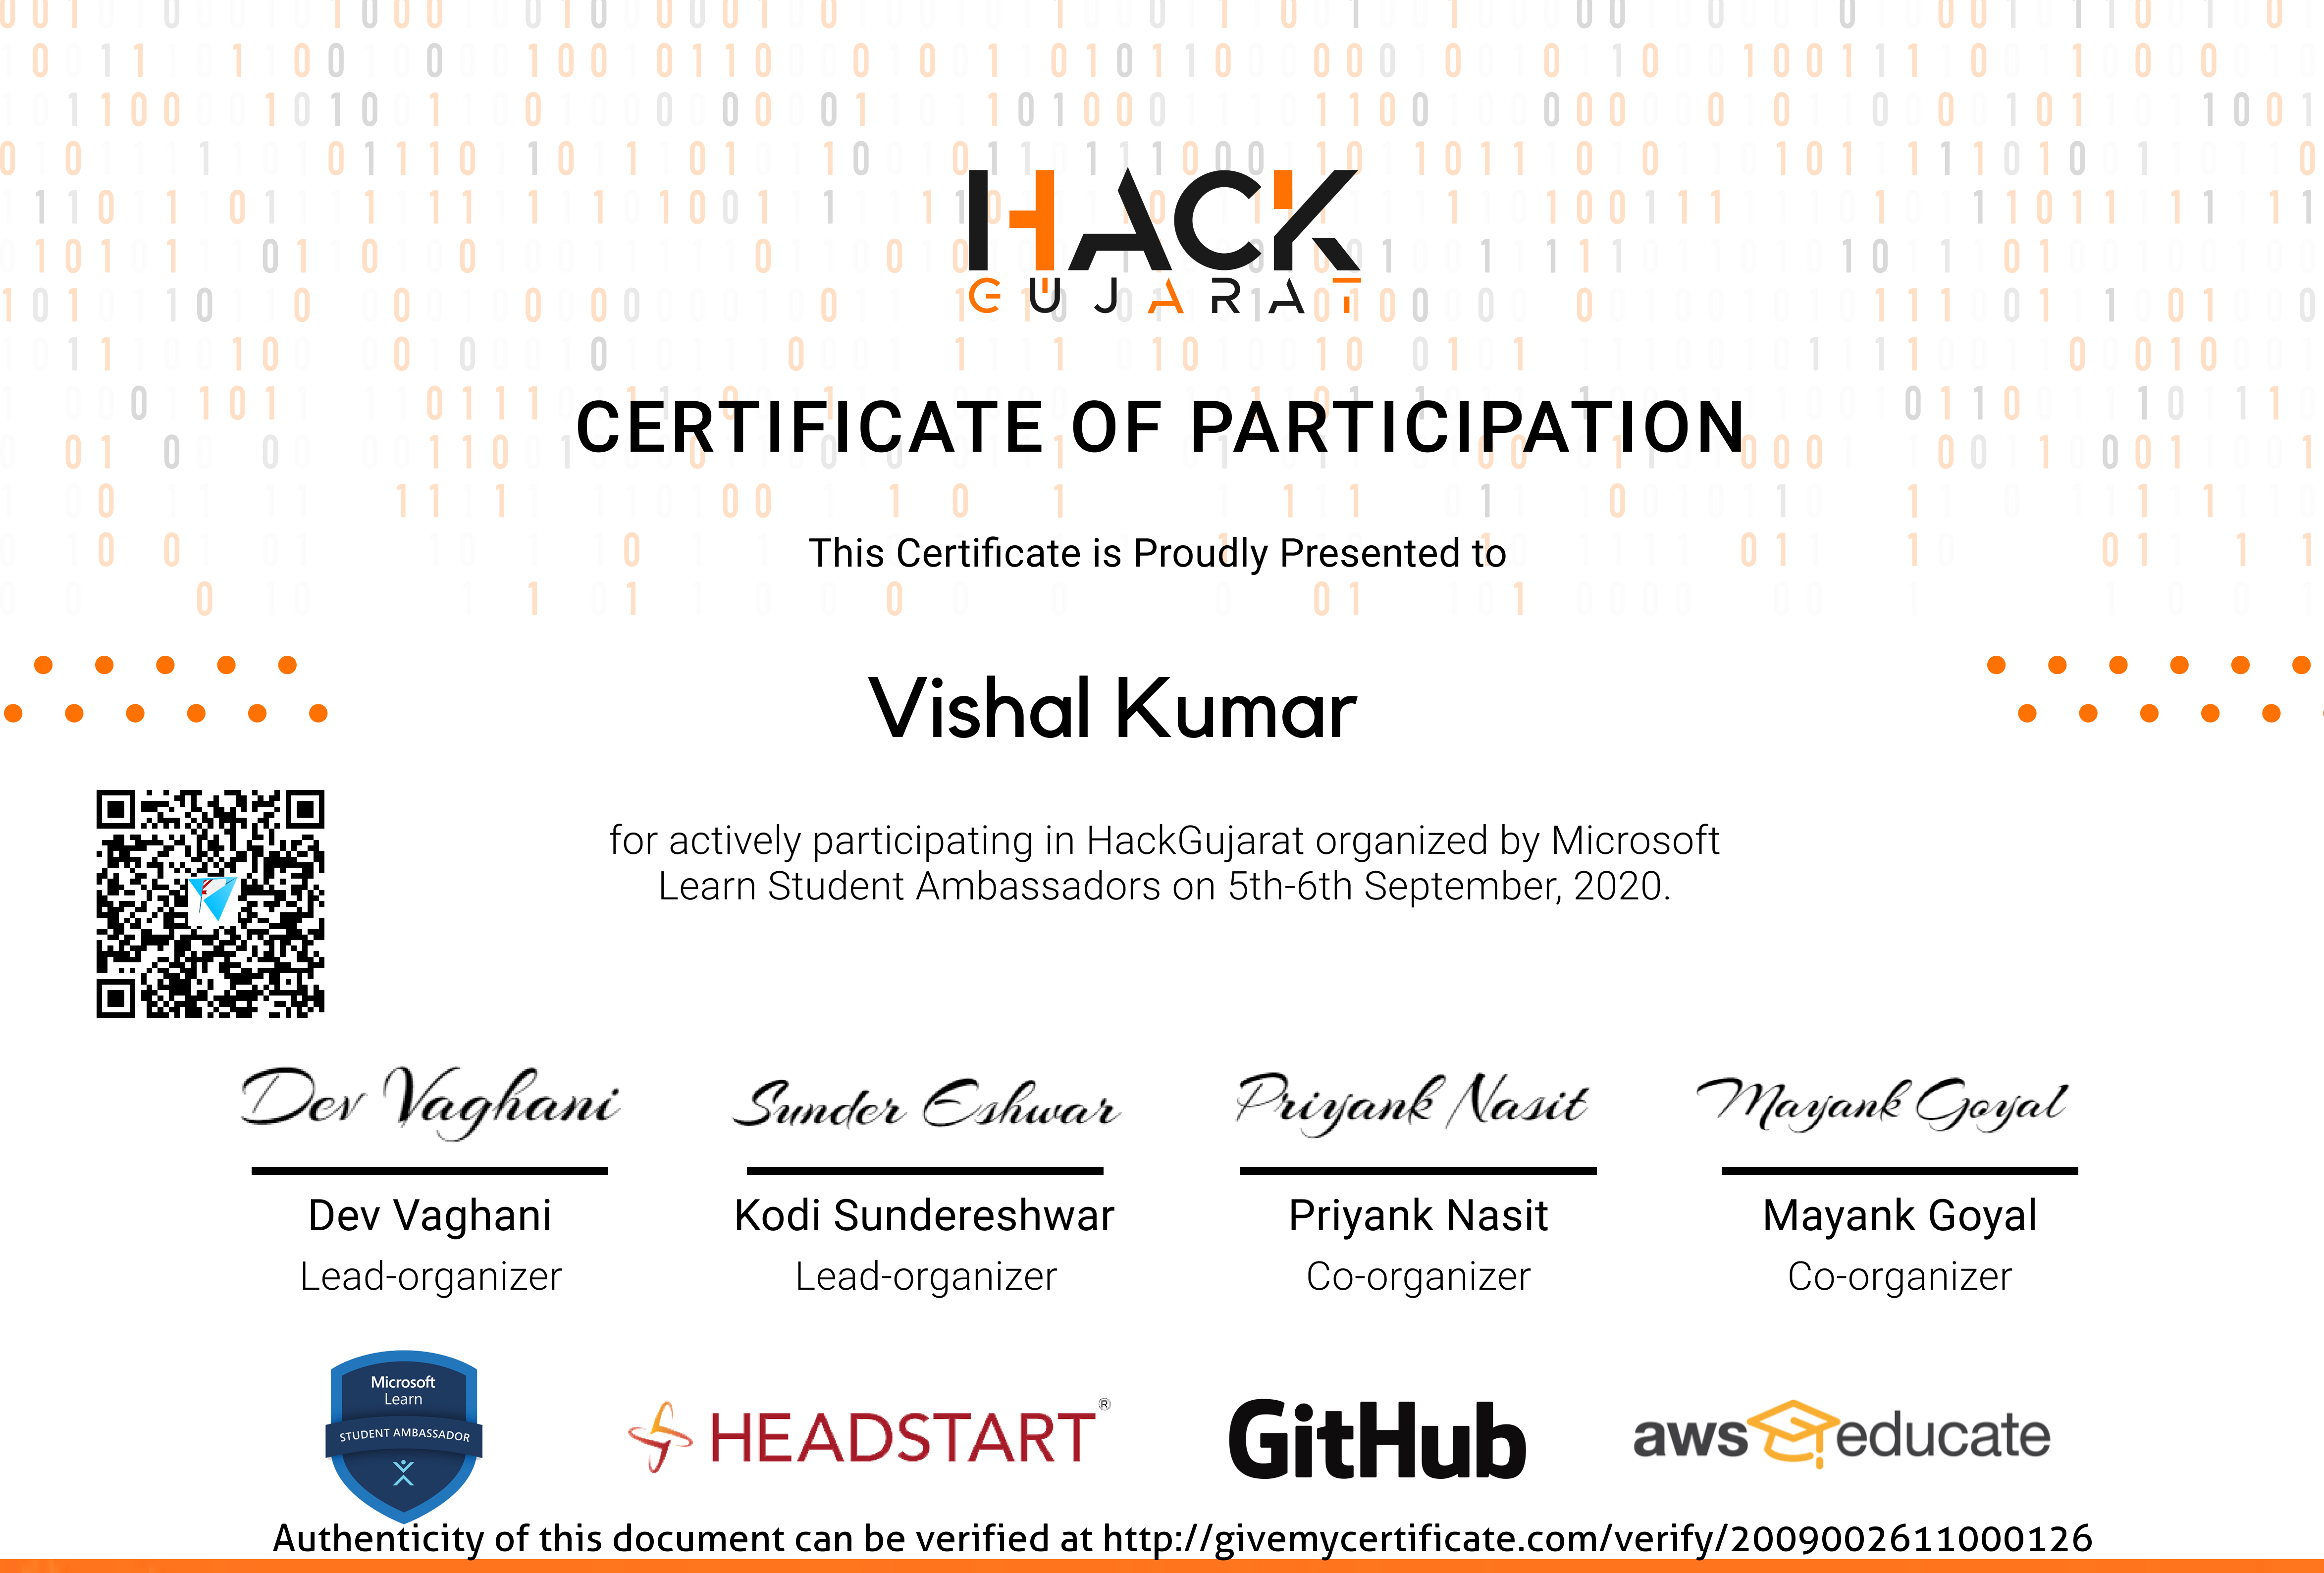 HACK
GUJARAT
CERTIFICATE OF PARTICIPATION
This Certificate is Proudly Presented to
Vishal Kumar
for actively participating in HackGujarat organized by Microsoft
Learn Student Ambassadors on 5th-6th September, 2020.
Dev Vaghani Sunder Eshwar Priyank Nasit Mayank Goyal
Dev Vaghani Kodi Sundereshwar Priyank Nasit Mayank Goyal
Lead-organizer Lead-organizer Co-organizer Co-organizer
Microsoft
Learn
STUDENT AMBASSADOR
HEADSTART® GitHub aws educate
Authenticity of this document can be verified at http://givemycertificate.com/verify/2009002611000126